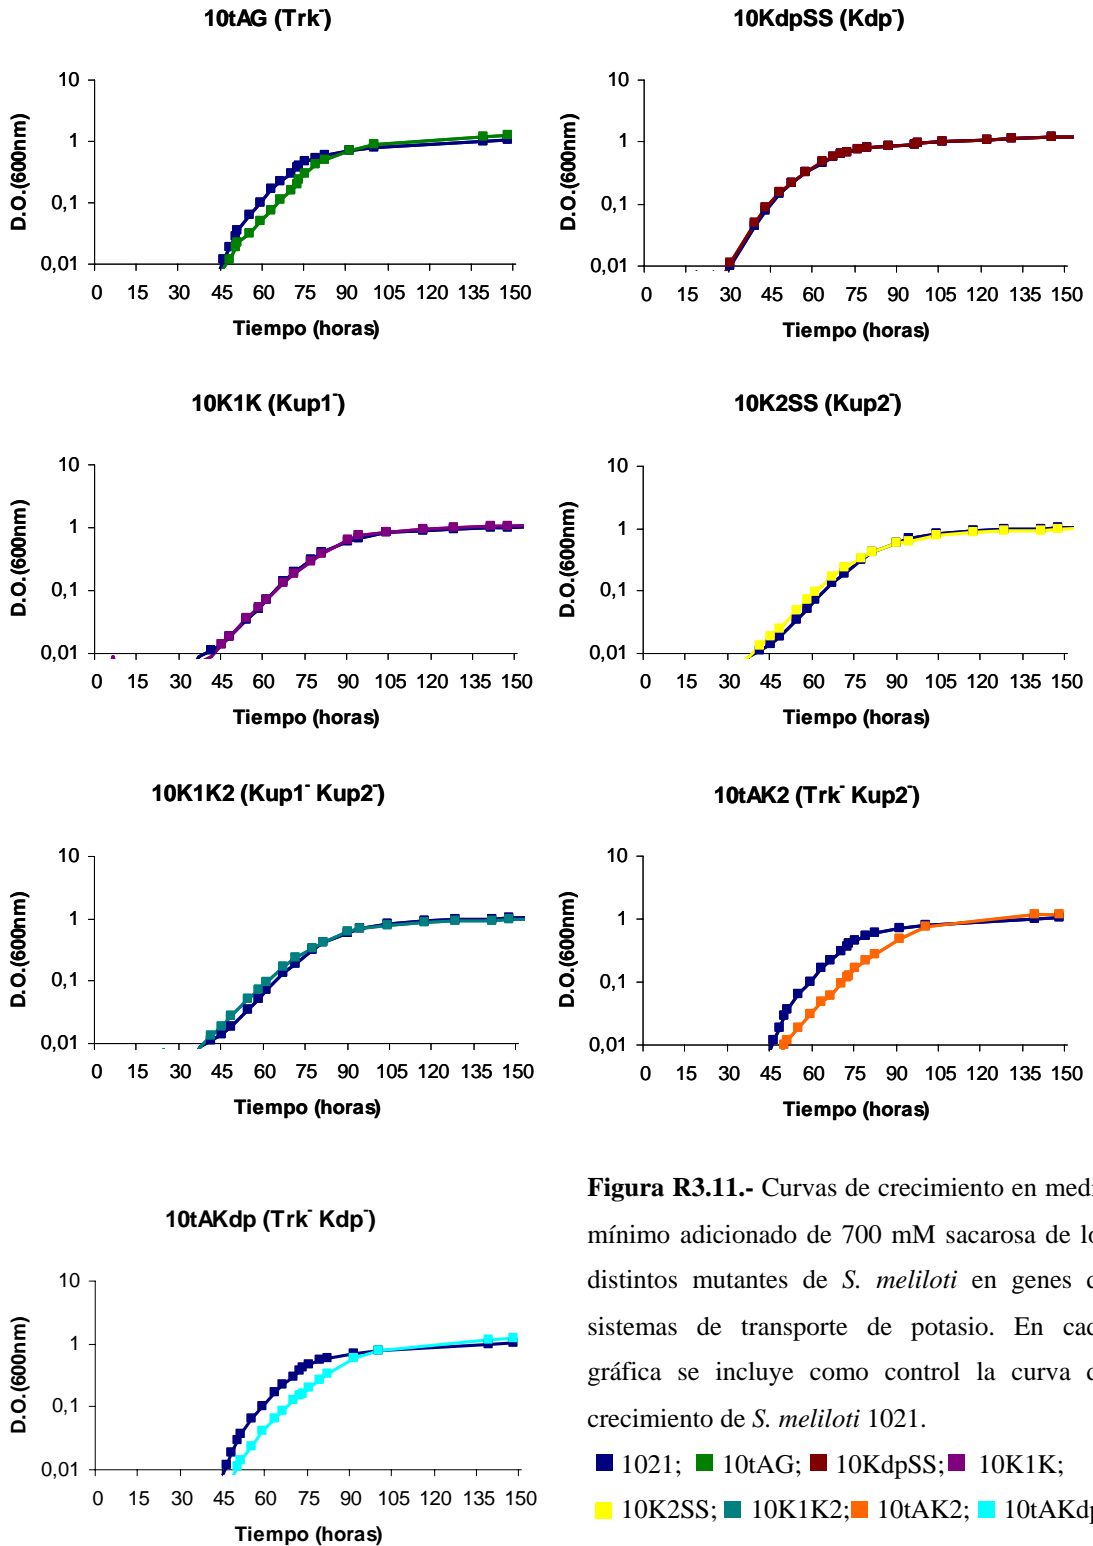 10tAG (Trk⁻)
10
1
0,1
0,01
D.O.(600nm)
0 15 30 45 60 75 90 105 120 135 150
Tiempo (horas)
10KdpSS (Kdp⁻)
10
1
0,1
0,01
D.O.(600nm)
0 15 30 45 60 75 90 105 120 135 150
Tiempo (horas)
10K1K (Kup1⁻)
10
1
0,1
0,01
D.O.(600nm)
0 15 30 45 60 75 90 105 120 135 150
Tiempo (horas)
10K2SS (Kup2⁻)
10
1
0,1
0,01
D.O.(600nm)
0 15 30 45 60 75 90 105 120 135 150
Tiempo (horas)
10K1K2 (Kup1⁻ Kup2⁻)
10
1
0,1
0,01
D.O.(600nm)
0 15 30 45 60 75 90 105 120 135 150
Tiempo (horas)
10tAK2 (Trk⁻ Kup2⁻)
10
1
0,1
0,01
D.O.(600nm)
0 15 30 45 60 75 90 105 120 135 150
Tiempo (horas)
10tAKdp (Trk⁻ Kdp⁻)
10
1
0,1
0,01
D.O.(600nm)
0 15 30 45 60 75 90 105 120 135 150
Tiempo (horas)
Figura R3.11.- Curvas de crecimiento en medi
mínimo adicionado de 700 mM sacarosa de lo
distintos mutantes de S. meliloti en genes d
sistemas de transporte de potasio. En cad
gráfica se incluye como control la curva d
crecimiento de S. meliloti 1021.
1021; 10tAG; 10KdpSS; 10K1K;
10K2SS; 10K1K2; 10tAK2; 10tAKdp